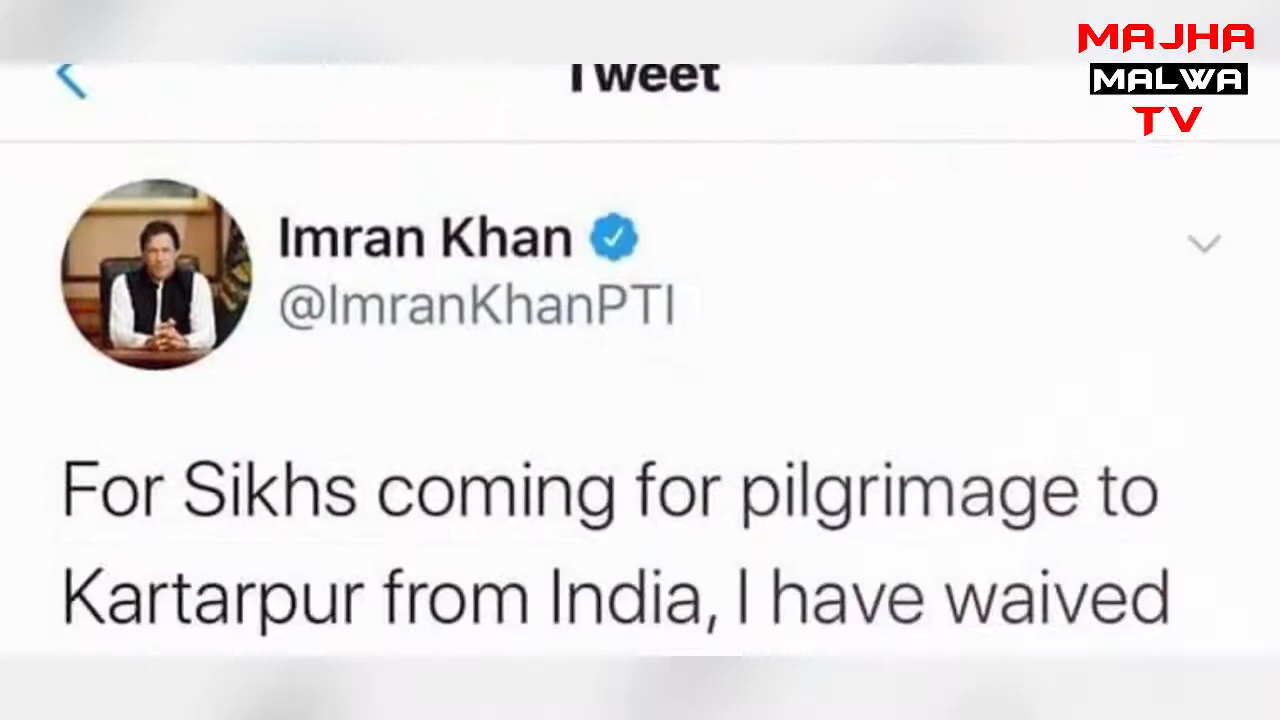 MAJHA
MALWA
TV
Tweet
Imran Khan
@ImranKhanPTI
For Sikhs coming for pilgrimage to
Kartarpur from India, I have waived